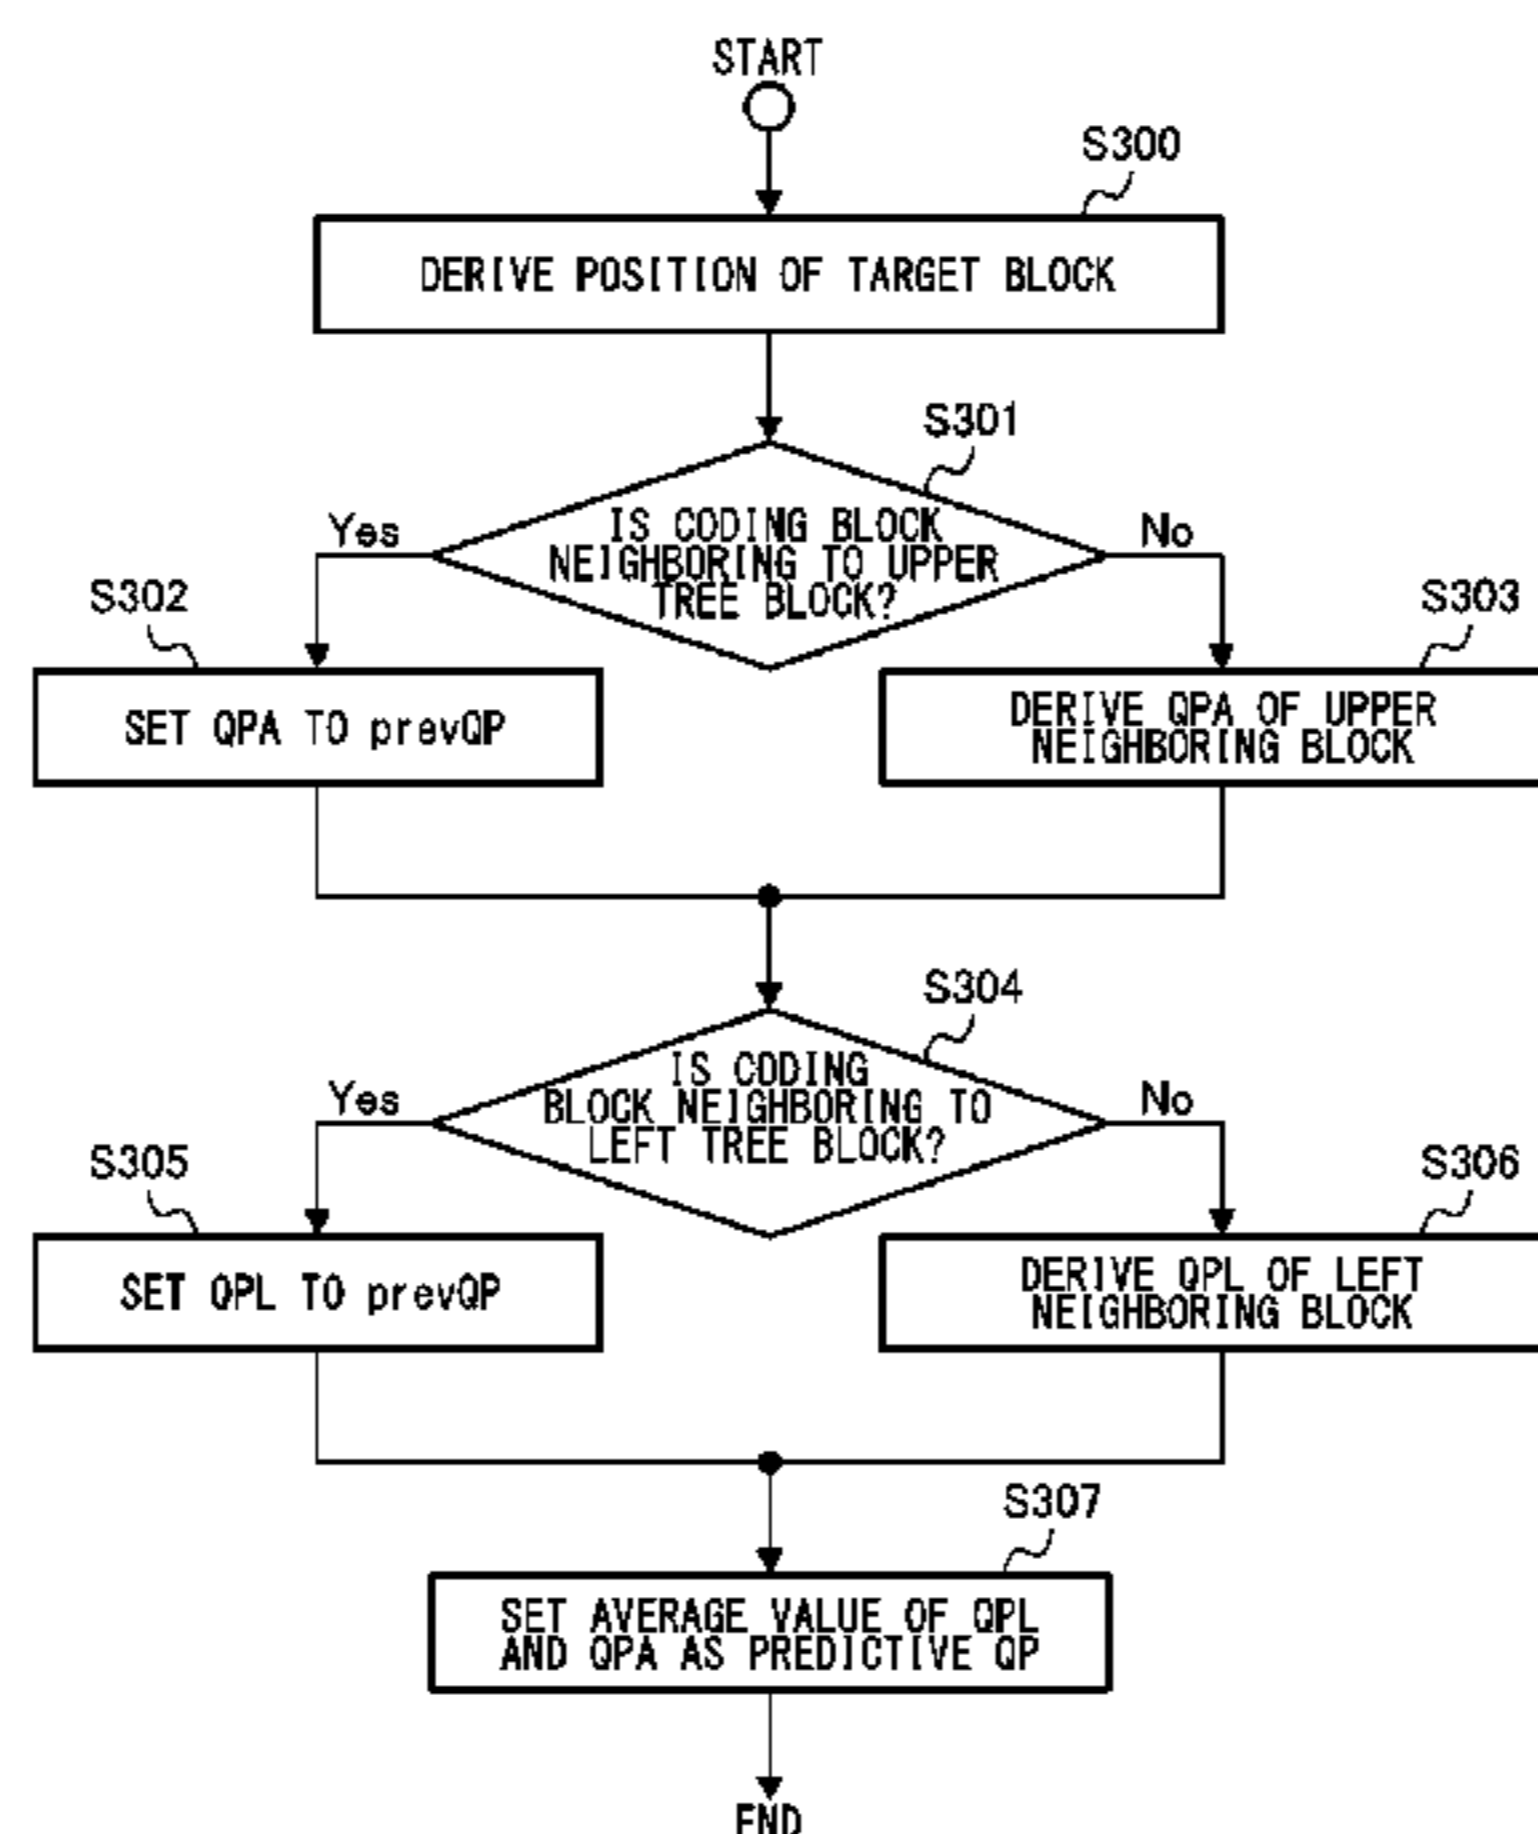 START
S300
DERIVE POSITION OF TARGET BLOCK
S301
Yes
IS CODING BLOCK
NEIGHBORING TO UPPER
TREE BLOCK?
No
S302
SET QPA TO prevQP
S303
DERIVE QPA OF UPPER
NEIGHBORING BLOCK
S304
Yes
IS CODING
BLOCK NEIGHBORING TO
LEFT TREE BLOCK?
No
S305
SET QPL TO prevQP
S306
DERIVE QPL OF LEFT
NEIGHBORING BLOCK
S307
SET AVERAGE VALUE OF QPL
AND QPA AS PREDICTIVE QP
END